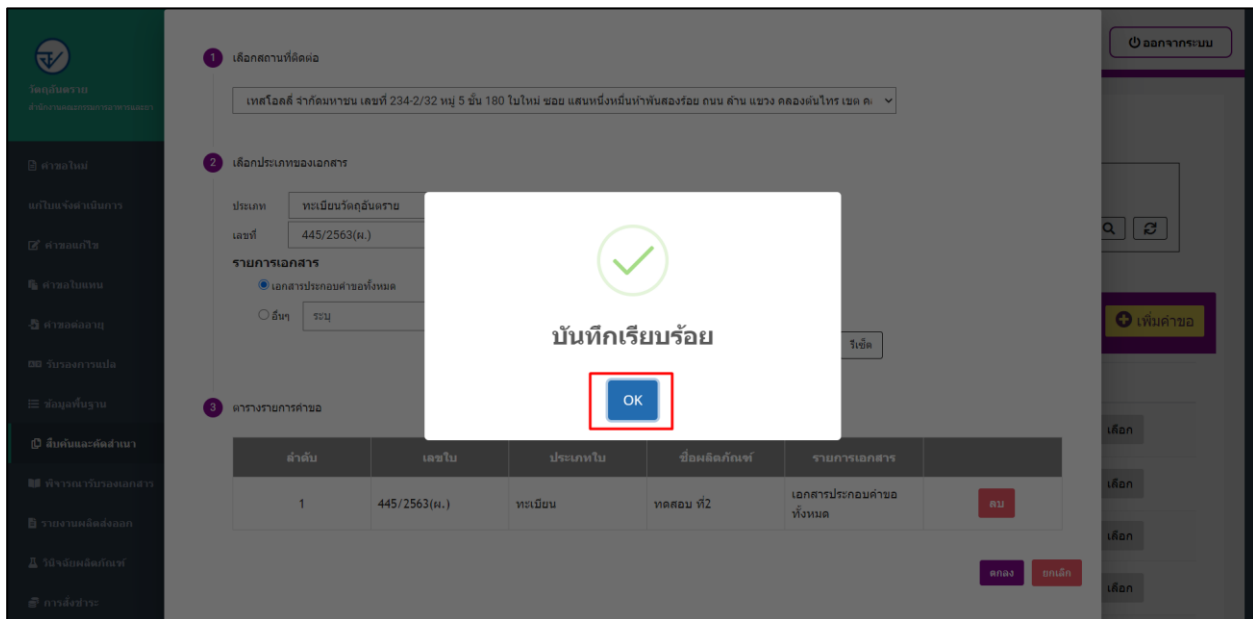 ออกจากระบบ
วัตถุอันตราย
1 เลือกสถานที่ติดต่อ
เทสโอดลี่ จำกัดมหาชน เลขที่ 234-2/32 หมู่ 5 ชั้น 180 ใบใหม่ ซอย แสนหนึ่งหมื่นห้าพันสองร้อย ถนน ล้าน แขวง คลองต้นไทร เขต
2 เลือกประเภทของเอกสาร
ประเภท ทะเบียนวัตถุอันตราย
เลขที่ 445/2563(ผ.)
รายการเอกสาร
เอกสารประกอบคำขอทั้งหมด
อื่นๆ ระบุ
รีเซ็ต
บันทึกเรียบร้อย
OK
3 ตารางรายการคำขอ
ลำดับ เลขใบ ประเภทใบ ชื่อผลิตภัณฑ์ รายการเอกสาร
1 445/2563(ผ.) ทะเบียน ทดสอบ ที่2 เอกสารประกอบคำขอ
ทั้งหมด
ลบ
ตกลง ยกเลิก
คำขอใหม่
แก้ไขแจ้งดำเนินการ
คำขอแก้ไข
คำขอใบแทน
คำขอต่ออายุ
รับรองการแปล
ข้อมูลพื้นฐาน
สืบค้นและคัดสำเนา
พิจารณารับรองเอกสาร
รายงานผลิตส่งออก
วินิจฉัยผลิตภัณฑ์
การสั่งชำระ
เพิ่มคำขอ
เลือก
เลือก
เลือก
เลือก